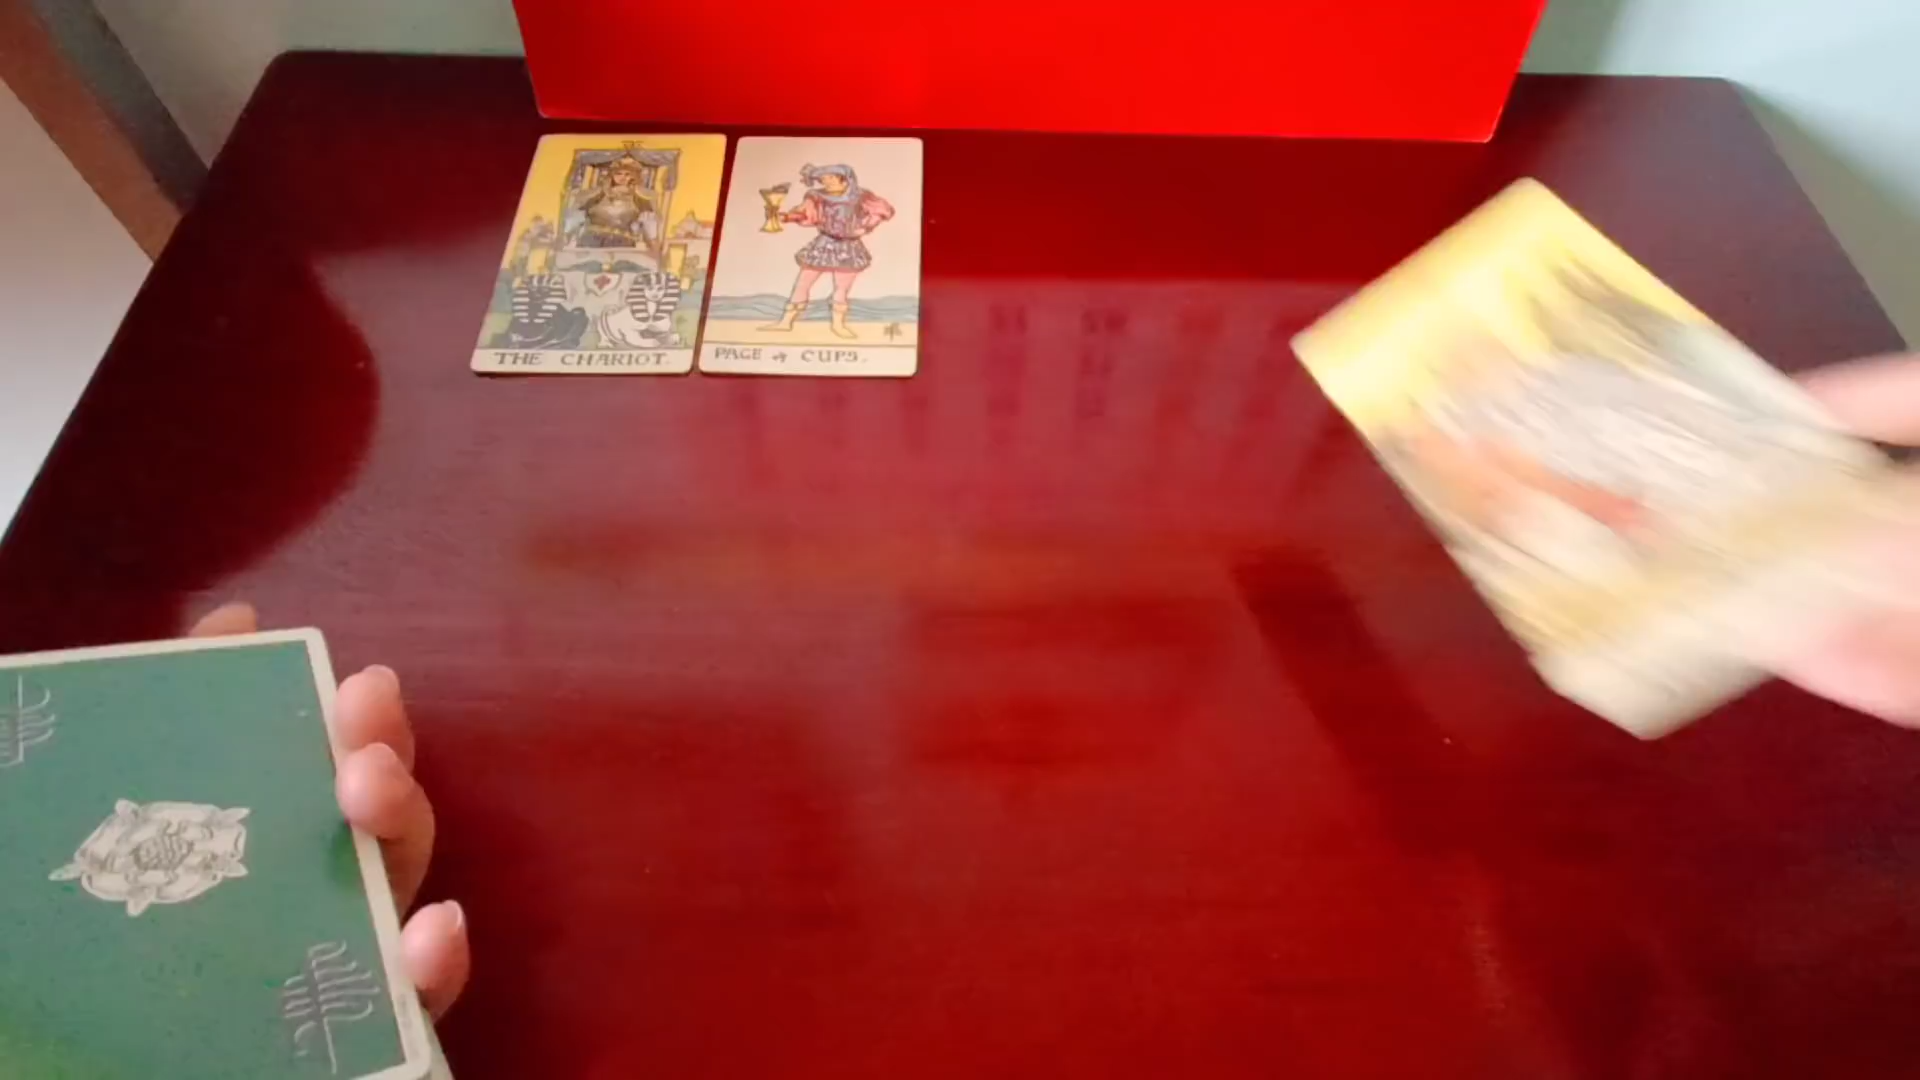 THE CHARIOT.
PAGE of CUPS.